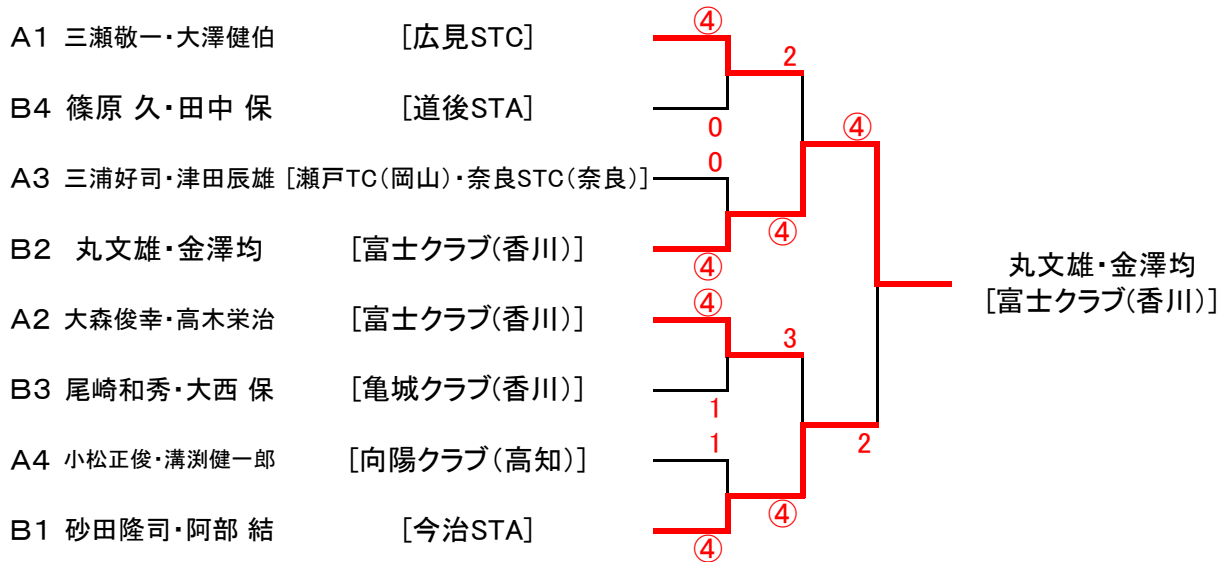 A1 三瀬敬一・大澤健伯 [広見STC] ④
2
B4 篠原 久・田中 保 [道後STA] 0
④
A3 三浦好司・津田辰雄 [瀬戸TC(岡山)・奈良STC(奈良)] 0
④
B2 丸文雄・金澤均 [富士クラブ(香川)] ④
丸文雄・金澤均
[富士クラブ(香川)]
A2 大森俊幸・高木栄治 [富士クラブ(香川)] ④
3
B3 尾崎和秀・大西 保 [亀城クラブ(香川)] 1
2
A4 小松正俊・溝渕健一郎 [向陽クラブ(高知)] 1
④
B1 砂田隆司・阿部 結 [今治STA] ④